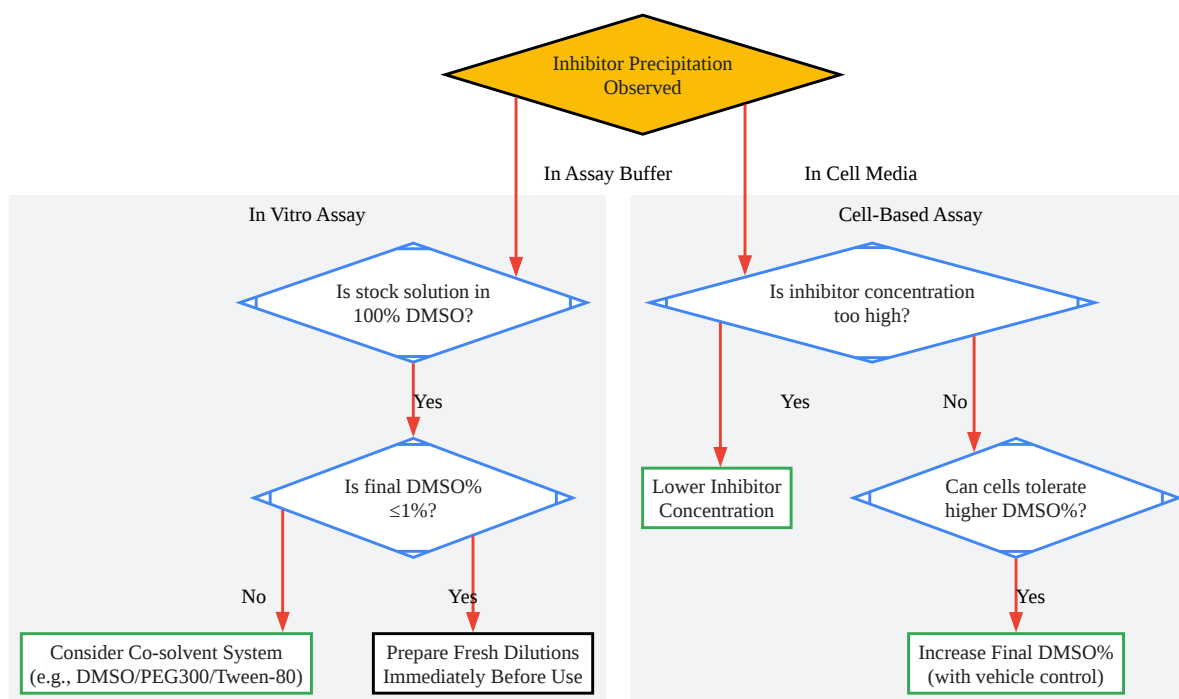 Inhibitor Precipitation
Observed
In Assay Buffer
In Cell Media
In Vitro Assay
Cell-Based Assay
Is stock solution in
100% DMSO?
Is inhibitor concentration
too high?
Yes
Yes
No
Is final DMSO%
≤1%?
Lower Inhibitor
Concentration
Can cells tolerate
higher DMSO%?
No
Yes
Yes
Consider Co-solvent System
(e.g., DMSO/PEG300/Tween-80)
Prepare Fresh Dilutions
Immediately Before Use
Increase Final DMSO%
(with vehicle control)